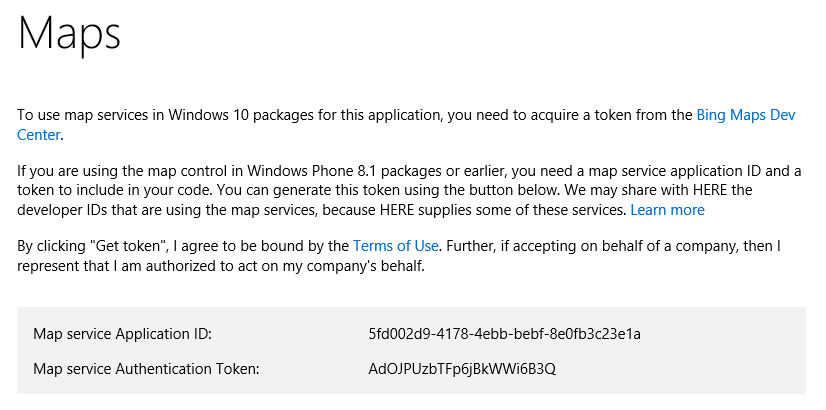 Maps
To use map services in Windows 10 packages for this application, you need to acquire a token from the Bing Maps Dev
Center.
If you are using the map control in Windows Phone 8.1 packages or earlier, you need a map service application ID and a
token to include in your code. You can generate this token using the button below. We may share with HERE the
developer IDs that are using the map services, because HERE supplies some of these services. Learn more
By clicking "Get token", I agree to be bound by the Terms of Use. Further, if accepting on behalf of a company, then I
represent that I am authorized to act on my company's behalf.
Map service Application ID: 5fd002d9-4178-4ebb-bebf-8e0fb3c23e1a
Map service Authentication Token: AdOJPUzbTFp6jBkWWi6B3Q